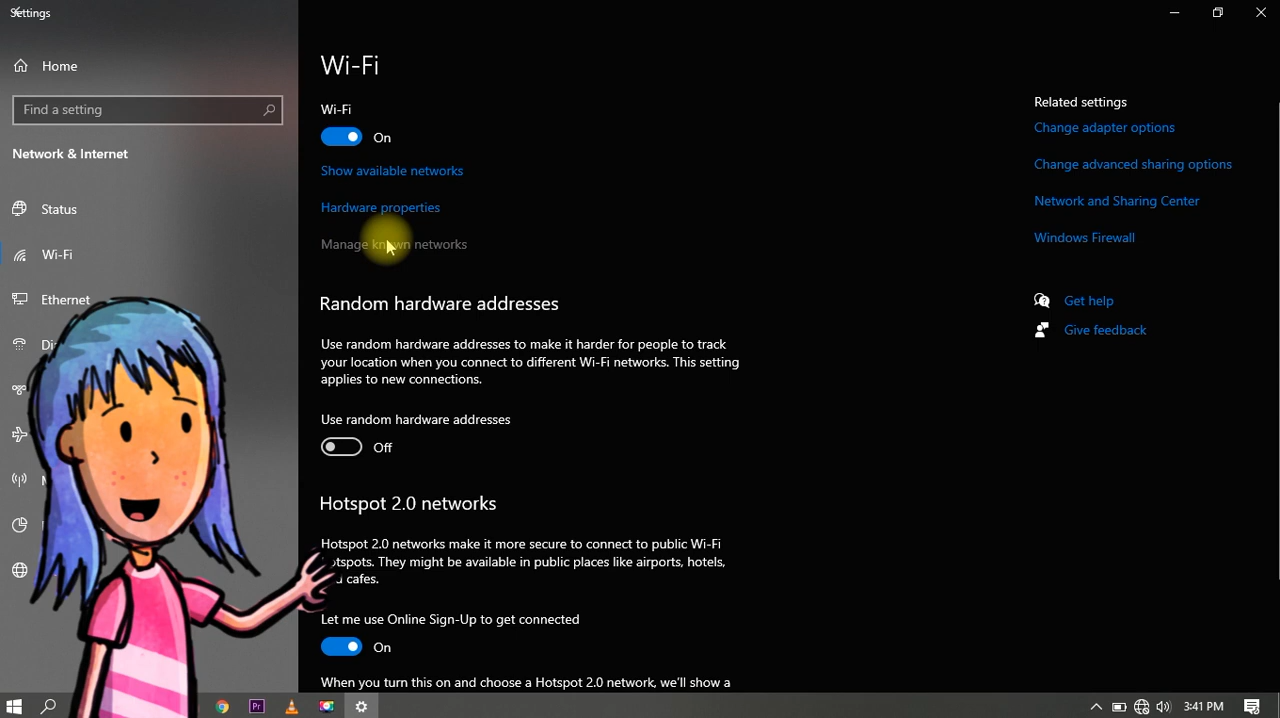 Settings
Home
Find a setting
Network & Internet
Status
Wi-Fi
Ethernet
Wi-Fi
Wi-Fi
On
Show available networks
Hardware properties
Manage known networks
Random hardware addresses
Use random hardware addresses to make it harder for people to track
your location when you connect to different Wi-Fi networks. This setting
applies to new connections.
Use random hardware addresses
Off
Hotspot 2.0 networks
Hotspot 2.0 networks make it more secure to connect to public Wi-Fi
They might be available in public places like airports, hotels,
cafes.
Let me use Online Sign-Up to get connected
On
When you turn this on and choose a Hotspot 2.0 network, we'll show a
Related settings
Change adapter options
Change advanced sharing options
Network and Sharing Center
Windows Firewall
Get help
Give feedback
Pr
3:41 PM